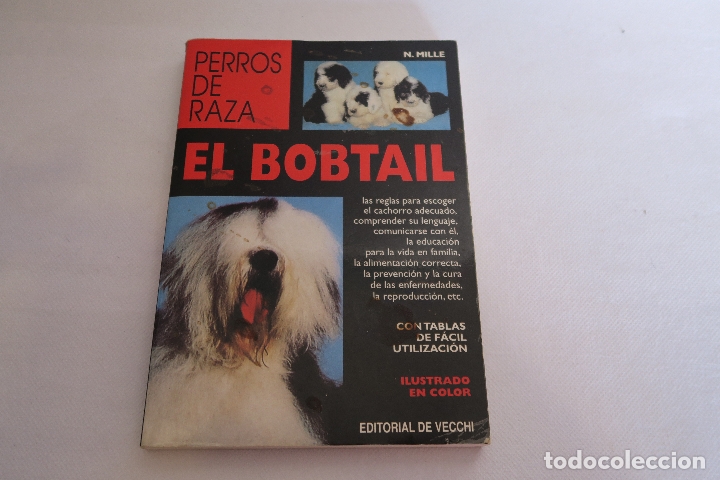 PERROS
DE
RAZA
N. MILLE
EL BOBTAIL
las reglas para escoger
el cachorro adecuado,
comprender su lenguaje,
comunicarse con él,
la educación
para la vida en familia,
la alimentación correcta,
la prevención y la cura
de las enfermedades,
la reproducción, etc.
CON TABLAS
DE FÁCIL
UTILIZACIÓN
ILUSTRADO
EN COLOR
EDITORIAL DE VECCHI
todocoleccion